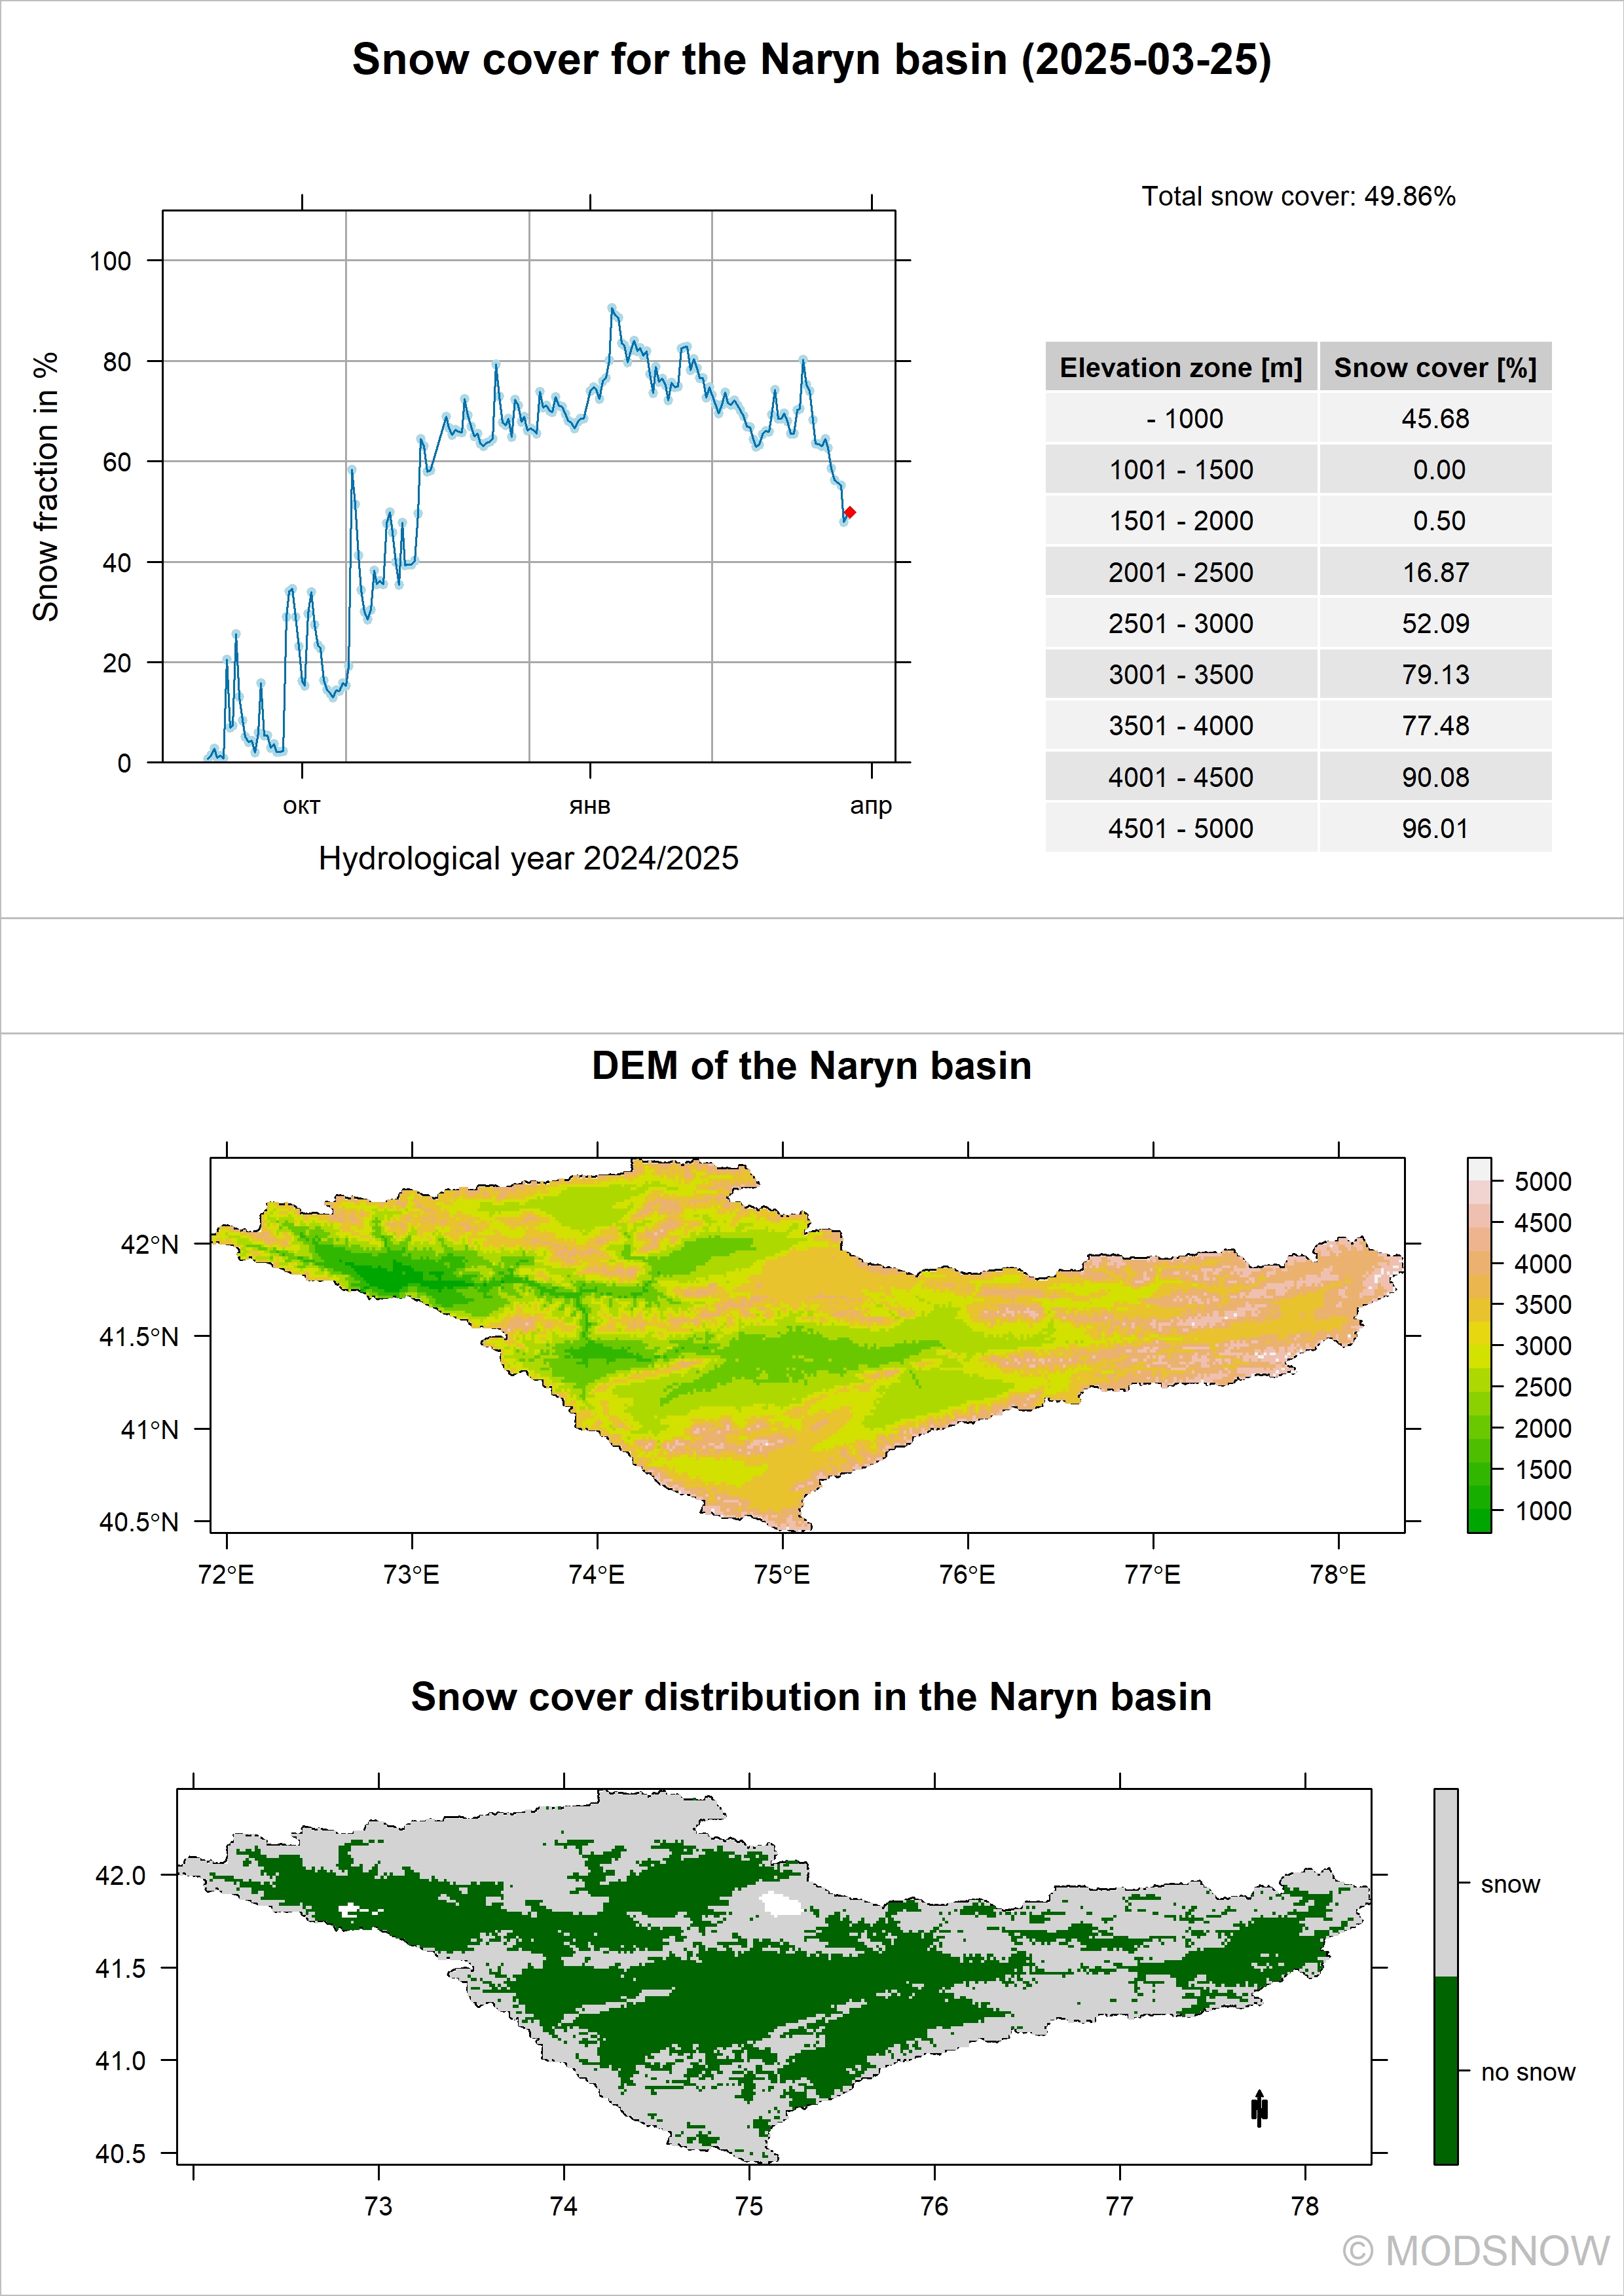 Snow cover for the Naryn basin (2025-03-25)
Total snow cover: 49.86%
Snow fraction in %
100
80
60
40
20
0
окт янв апр
Hydrological year 2024/2025
Elevation zone [m] Snow cover [%]
- 1000 45.68
1001 - 1500 0.00
1501 - 2000 0.50
2001 - 2500 16.87
2501 - 3000 52.09
3001 - 3500 79.13
3501 - 4000 77.48
4001 - 4500 90.08
4501 - 5000 96.01
DEM of the Naryn basin
42°N
41.5°N
41°N
40.5°N
72°E 73°E 74°E 75°E 76°E 77°E 78°E
5000
4500
4000
3500
3000
2500
2000
1500
1000
Snow cover distribution in the Naryn basin
42.0
41.5
41.0
40.5
73 74 75 76 77 78
snow
no snow
N
© MODSNOW